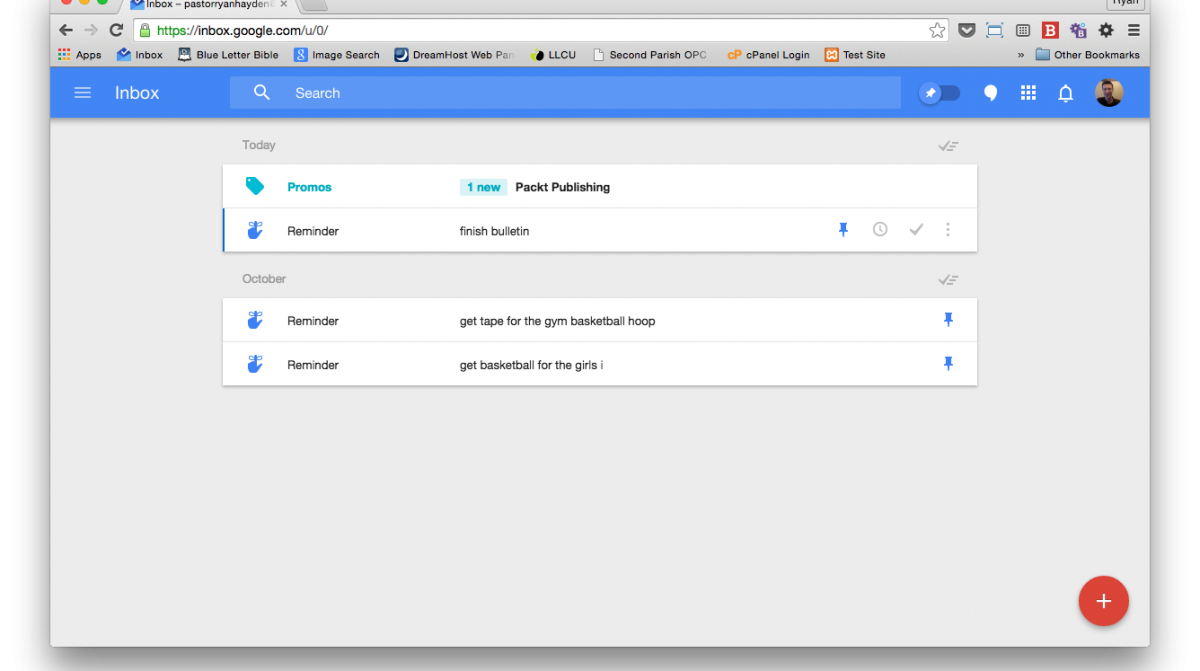 Inbox – pastorryanhayden
Ryan
https://inbox.google.com/u/0/
Apps Inbox Blue Letter Bible Image Search DreamHost Web Pan LLCU Second Parish OPC cPanel Login Test Site » Other Bookmarks
Inbox Search
Today
Promos 1 new Packt Publishing
Reminder finish bulletin
October
Reminder get tape for the gym basketball hoop
Reminder get basketball for the girls i